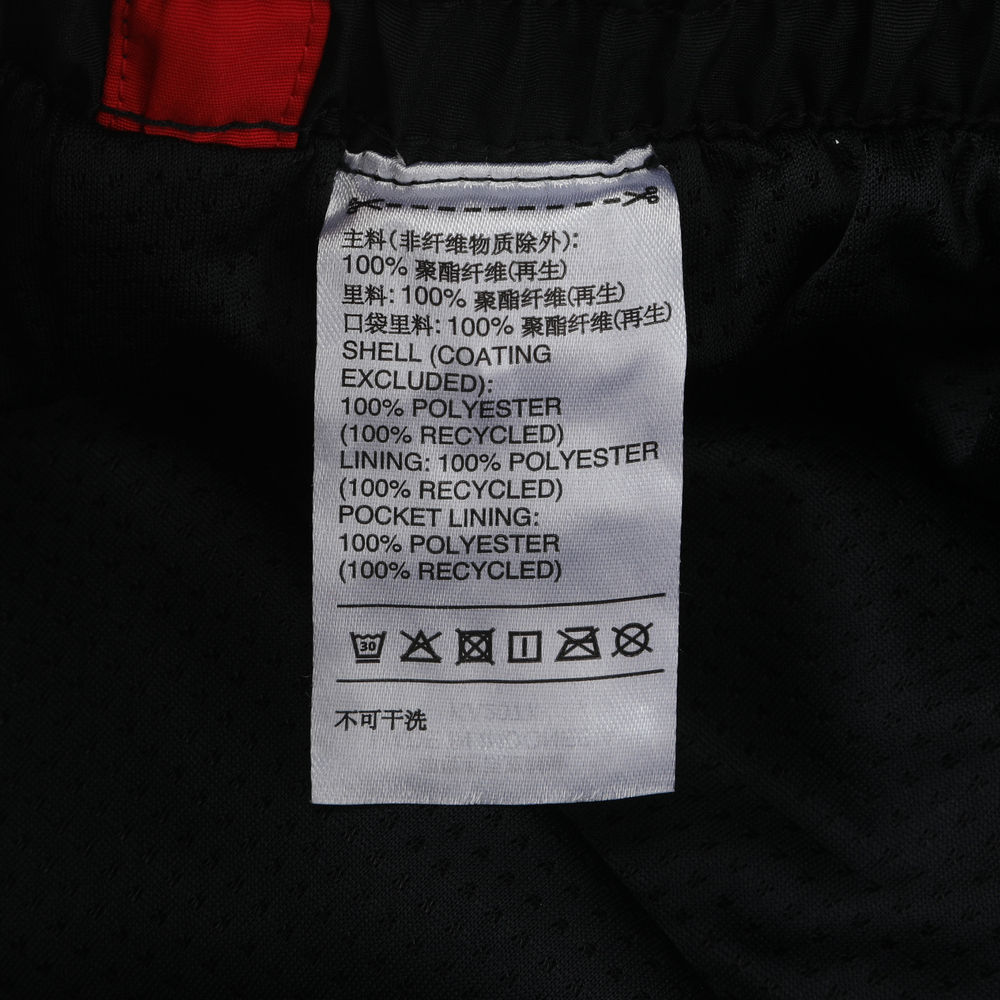 主料(非纤维物质除外):
100% 聚酯纤维(再生)
里料: 100% 聚酯纤维(再生)
口袋里料: 100% 聚酯纤维(再生)
SHELL (COATING
EXCLUDED):
100% POLYESTER
(100% RECYCLED)
LINING: 100% POLYESTER
(100% RECYCLED)
POCKET LINING:
100% POLYESTER
(100% RECYCLED)
30
不可干洗